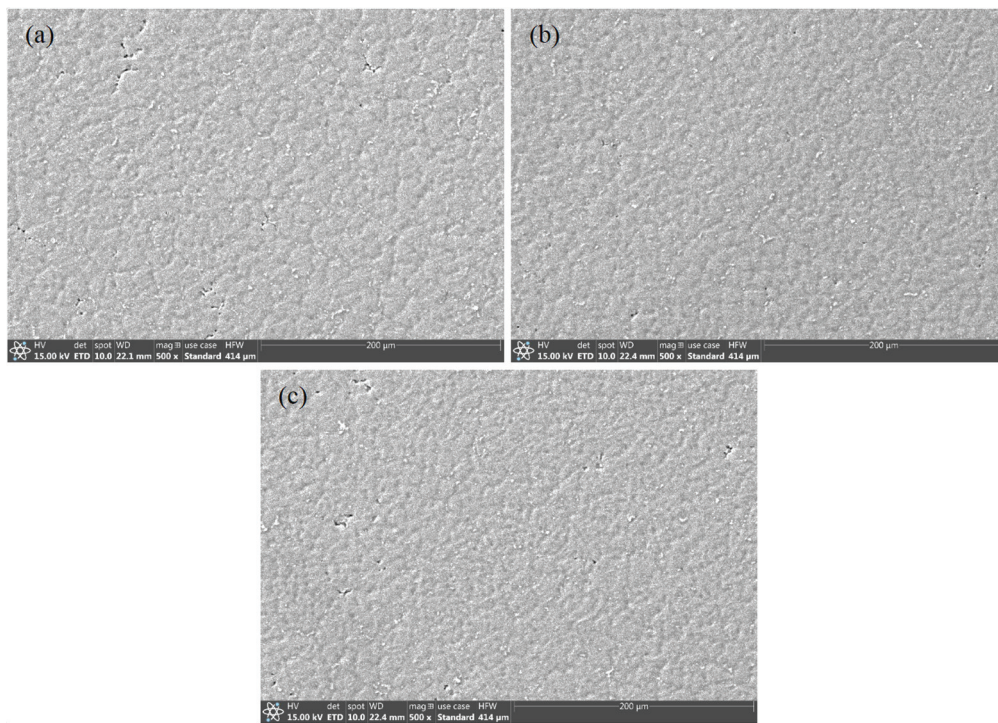 (a)
HV det spot WD mag use case HFW
15.00 kV ETD 10.0 22.1 mm 500 x Standard 414 µm
200 µm
(b)
HV det spot WD mag use case HFW
15.00 kV ETD 10.0 22.4 mm 500 x Standard 414 µm
200 µm
(c)
HV det spot WD mag use case HFW
15.00 kV ETD 10.0 22.4 mm 500 x Standard 414 µm
200 µm